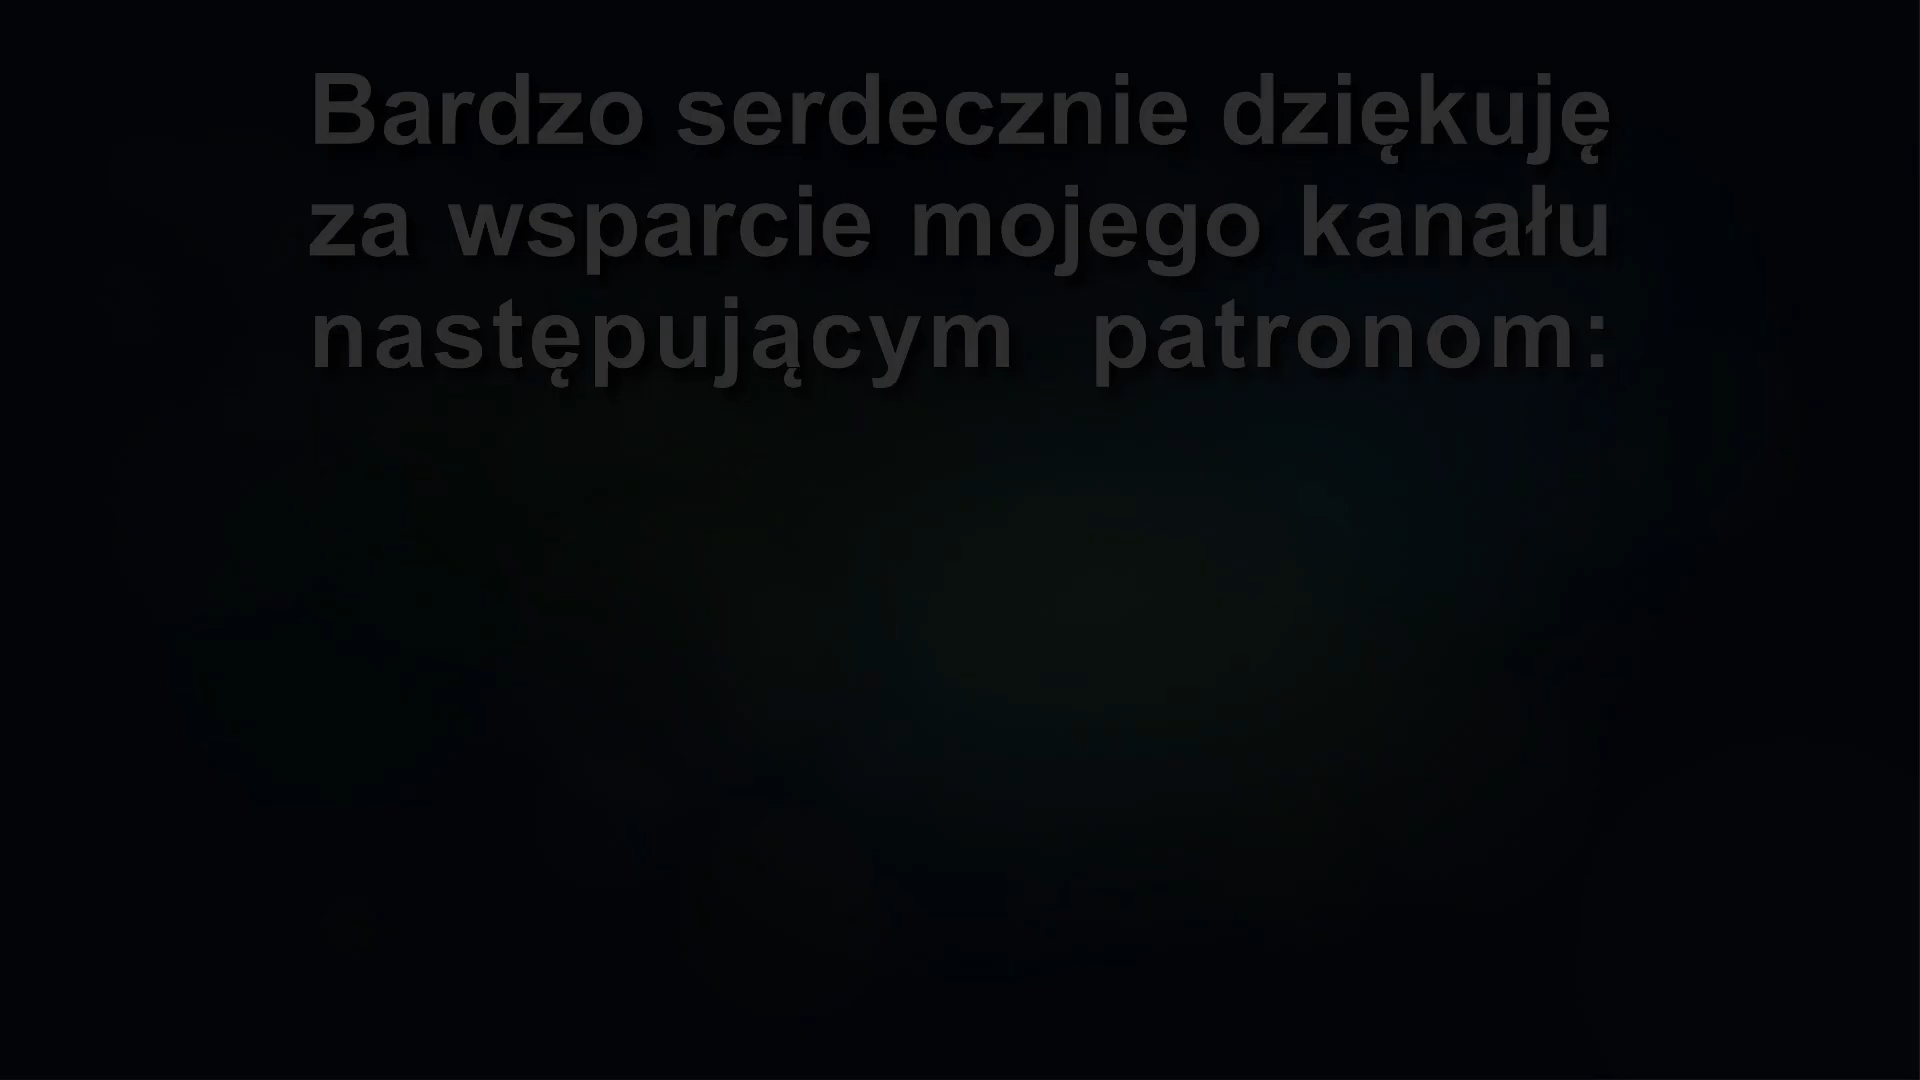 Bardzo serdecznie dziękuję
za wsparcie mojego kanału
następującym patronom: